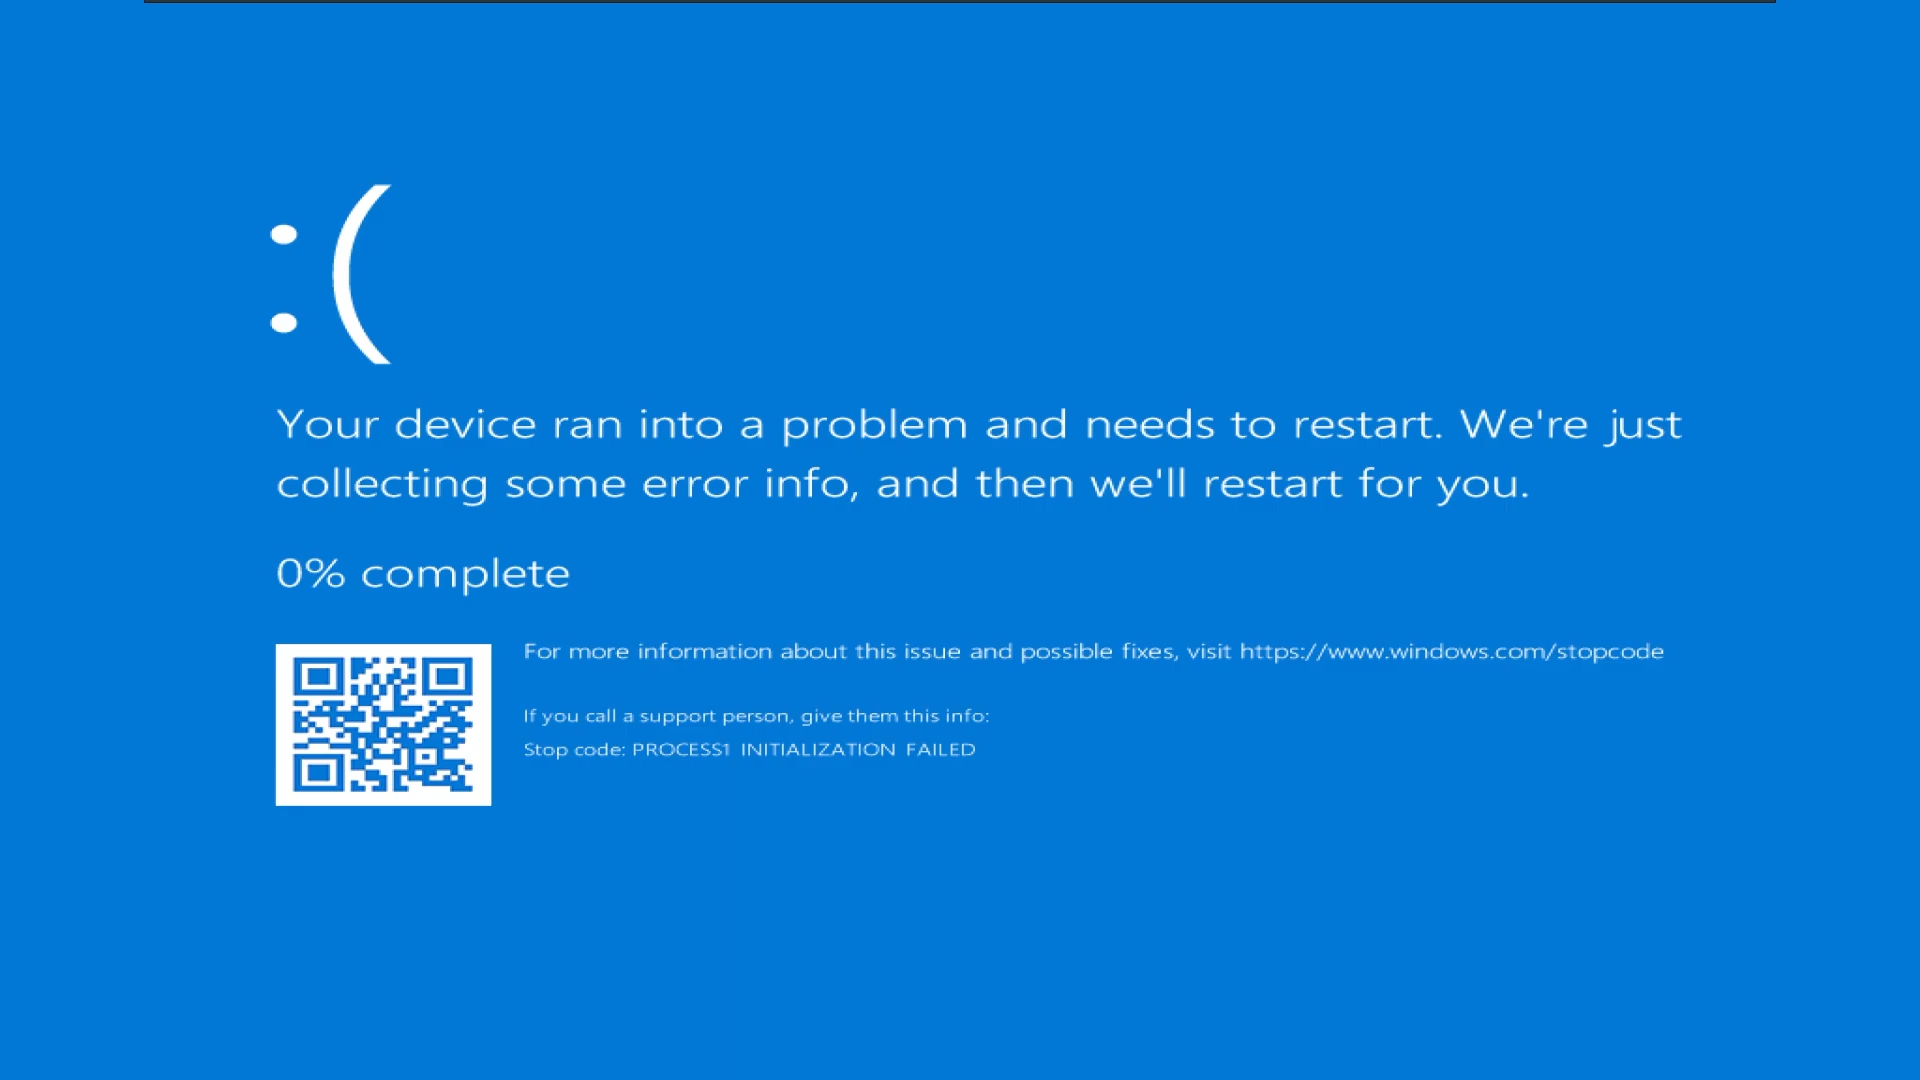 :(
Your device ran into a problem and needs to restart. We're just
collecting some error info, and then we'll restart for you.
0% complete
For more information about this issue and possible fixes, visit https://www.windows.com/stopcode
If you call a support person, give them this info:
Stop code: PROCESS1 INITIALIZATION FAILED